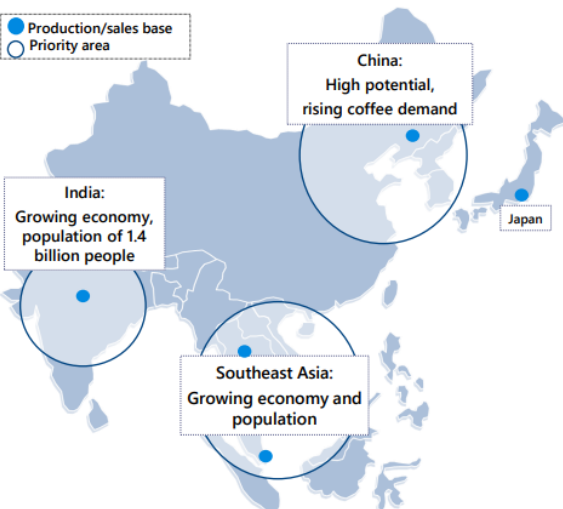 Production/sales base
Priority area
China:
High potential,
rising coffee demand
India:
Growing economy,
population of 1.4
billion people
Japan
Southeast Asia:
Growing economy and
population